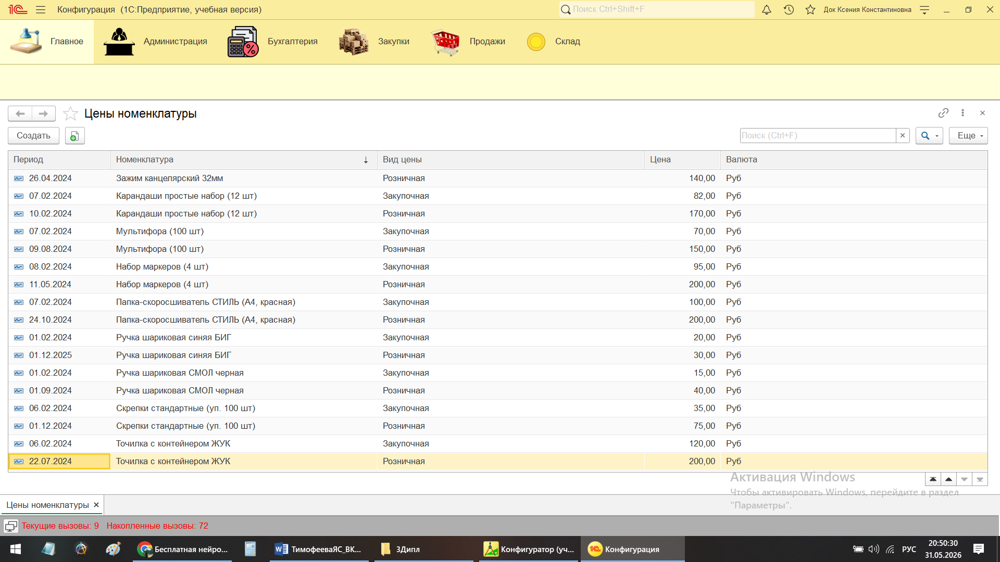 Конфигурация (1С:Предприятие, учебная версия)
Поиск Ctrl+Shift+F
Док Ксения Константиновна
Главное
Администрация
Бухгалтерия
Закупки
Продажи
Склад
Цены номенклатуры
Создать
Поиск (Ctrl+F)
Еще
Период Номенклатура Вид цены Цена Валюта
26.04.2024 Зажим канцелярский 32мм Розничная 140,00 Руб
07.02.2024 Карандаши простые набор (12 шт) Закупочная 82,00 Руб
10.02.2024 Карандаши простые набор (12 шт) Розничная 170,00 Руб
07.02.2024 Мультифора (100 шт) Закупочная 70,00 Руб
09.08.2024 Мультифора (100 шт) Розничная 150,00 Руб
08.02.2024 Набор маркеров (4 шт) Закупочная 95,00 Руб
11.05.2024 Набор маркеров (4 шт) Розничная 200,00 Руб
07.02.2024 Папка-скоросшиватель СТИЛЬ (А4, красная) Закупочная 100,00 Руб
24.10.2024 Папка-скоросшиватель СТИЛЬ (А4, красная) Розничная 200,00 Руб
01.02.2024 Ручка шариковая синяя БИГ Закупочная 20,00 Руб
01.12.2025 Ручка шариковая синяя БИГ Розничная 30,00 Руб
01.02.2024 Ручка шариковая СМОЛ черная Закупочная 15,00 Руб
01.09.2024 Ручка шариковая СМОЛ черная Розничная 40,00 Руб
06.02.2024 Скрепки стандартные (уп. 100 шт) Закупочная 35,00 Руб
01.12.2024 Скрепки стандартные (уп. 100 шт) Розничная 75,00 Руб
06.02.2024 Точилка с контейнером ЖУК Закупочная 120,00 Руб
22.07.2024 Точилка с контейнером ЖУК Розничная 200,00 Руб
Активация Windows
Чтобы активировать Windows, перейдите в раздел
"Параметры".
Цены номенклатуры
Текущие вызовы: 9 Накопленные вызовы: 72
Бесплатная нейро...
ТимофееваЯС_ВК...
3Дипл
Конфигуратор (уч...
Конфигурация
РУС
20:50:30
31.05.2026